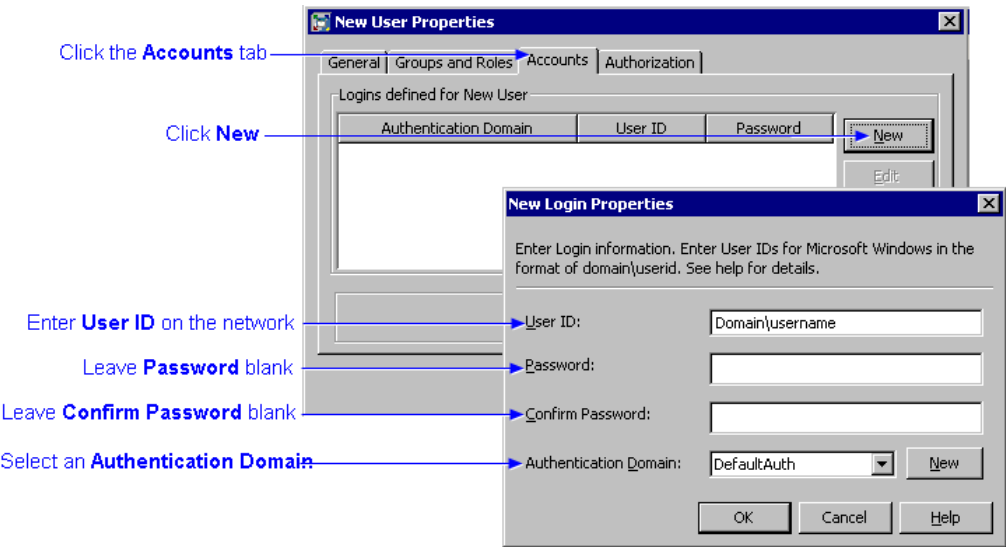 New User Properties
Click the Accounts tab
General Groups and Roles Accounts Authorization
Logins defined for New User
Click New
Authentication Domain User ID Password
New
Edit
New Login Properties
Enter Login information. Enter User IDs for Microsoft Windows in the
format of domain\userid. See help for details.
Enter User ID on the network
User ID: Domain\username
Leave Password blank
Password:
Leave Confirm Password blank
Confirm Password:
Select an Authentication Domain
Authentication Domain: DefaultAuth New
OK Cancel Help